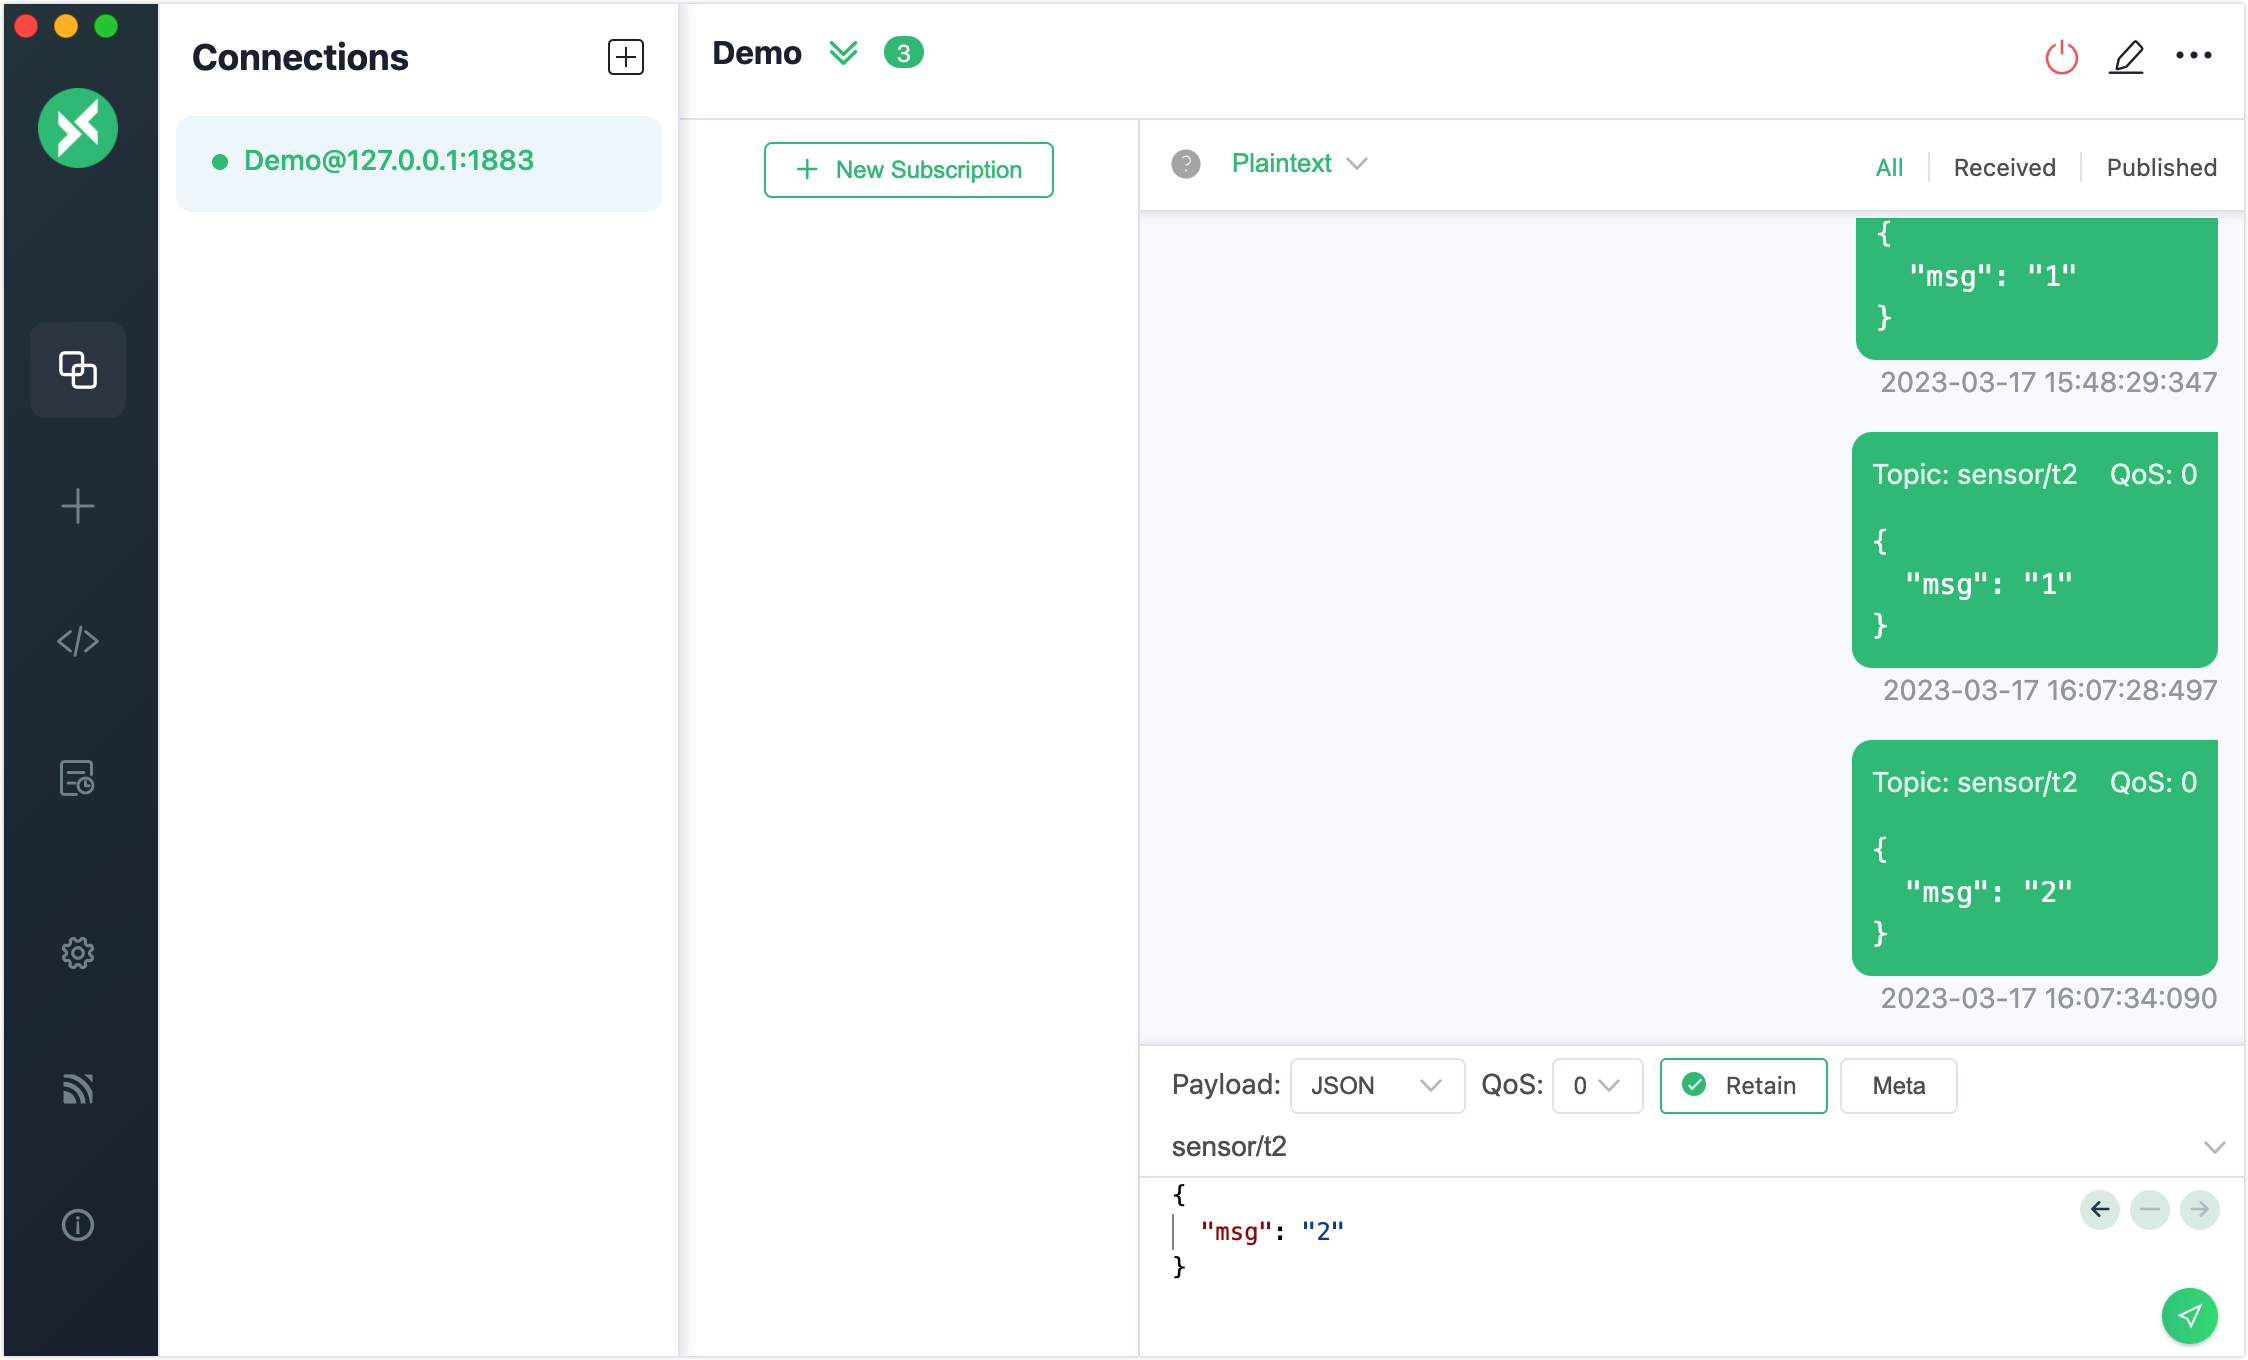 Connections
Demo@127.0.0.1:1883
Demo 3
New Subscription
? Plaintext
All Received Published
{
"msg": "1"
}
2023-03-17 15:48:29:347
Topic: sensor/t2 QoS: 0
{
"msg": "1"
}
2023-03-17 16:07:28:497
Topic: sensor/t2 QoS: 0
{
"msg": "2"
}
2023-03-17 16:07:34:090
Payload: JSON QoS: 0 Retain Meta
sensor/t2
{
"msg": "2"
}